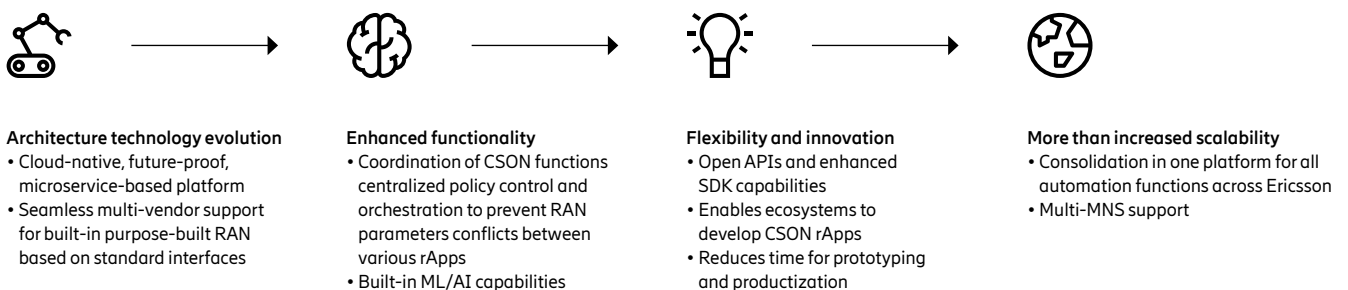 Architecture technology evolution
• Cloud-native, future-proof,
microservice-based platform
• Seamless multi-vendor support
for built-in purpose-built RAN
based on standard interfaces
Enhanced functionality
• Coordination of CSON functions
centralized policy control and
orchestration to prevent RAN
parameters conflicts between
various rApps
• Built-in ML/AI capabilities
Flexibility and innovation
• Open APIs and enhanced
SDK capabilities
• Enables ecosystems to
develop CSON rApps
• Reduces time for prototyping
and productization
More than increased scalability
• Consolidation in one platform for all
automation functions across Ericsson
• Multi-MNS support